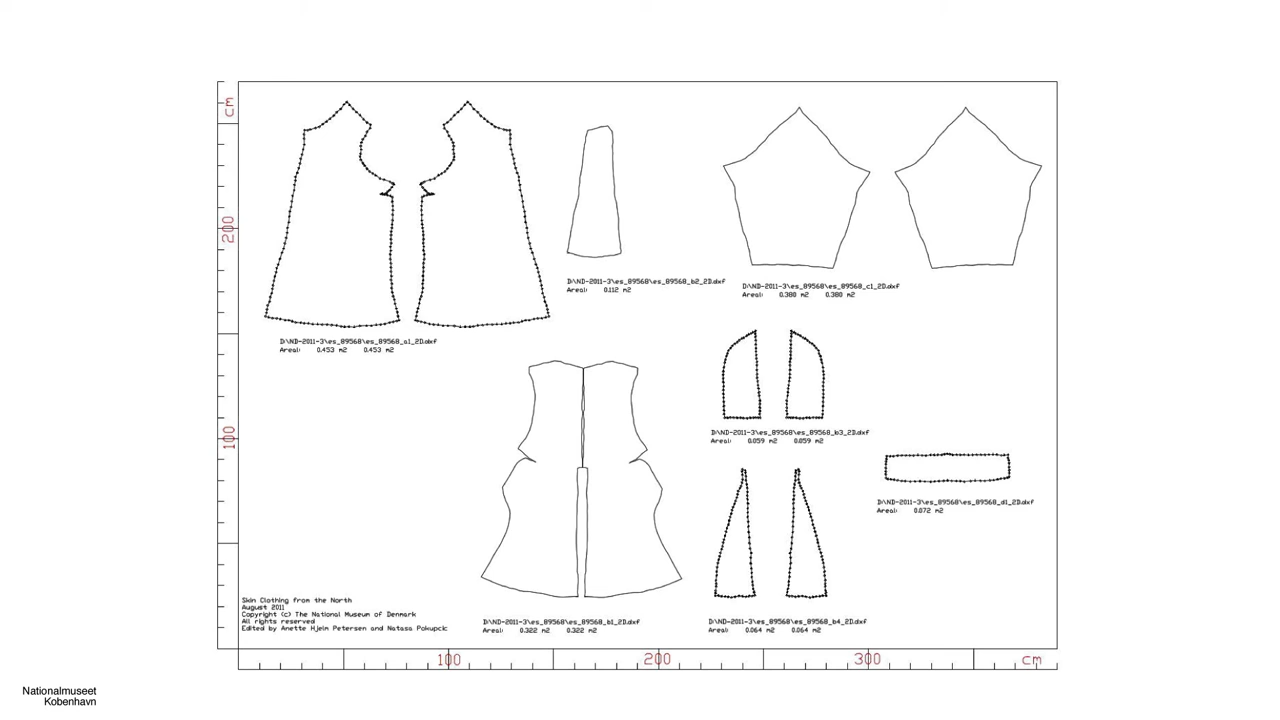 cm
200
D:\ND-2011-3\es_89568\es_89568_b2_2D.dxf
Areal: 0.112 m2
D:\ND-2011-3\es_89568\es_89568_c1_2D.dxf
Areal: 0.380 m2 0.380 m2
D:\ND-2011-3\es_89568\es_89568_a1_2D.dxf
Areal: 0.453 m2 0.453 m2
100
D:\ND-2011-3\es_89568\es_89568_b3_2D.dxf
Areal: 0.059 m2 0.059 m2
D:\ND-2011-3\es_89568\es_89568_d1_2D.dxf
Areal: 0.072 m2
Skin Clothing from the North
August 2011
Copyright (c) The National Museum of Denmark
All rights reserved
Edited by Anette Hjelm Petersen and Natasa Pokupcic
D:\ND-2011-3\es_89568\es_89568_b1_2D.dxf
Areal: 0.322 m2 0.322 m2
D:\ND-2011-3\es_89568\es_89568_b4_2D.dxf
Areal: 0.064 m2 0.064 m2
100 200 300 cm
Nationalmuseet
Kobenhavn